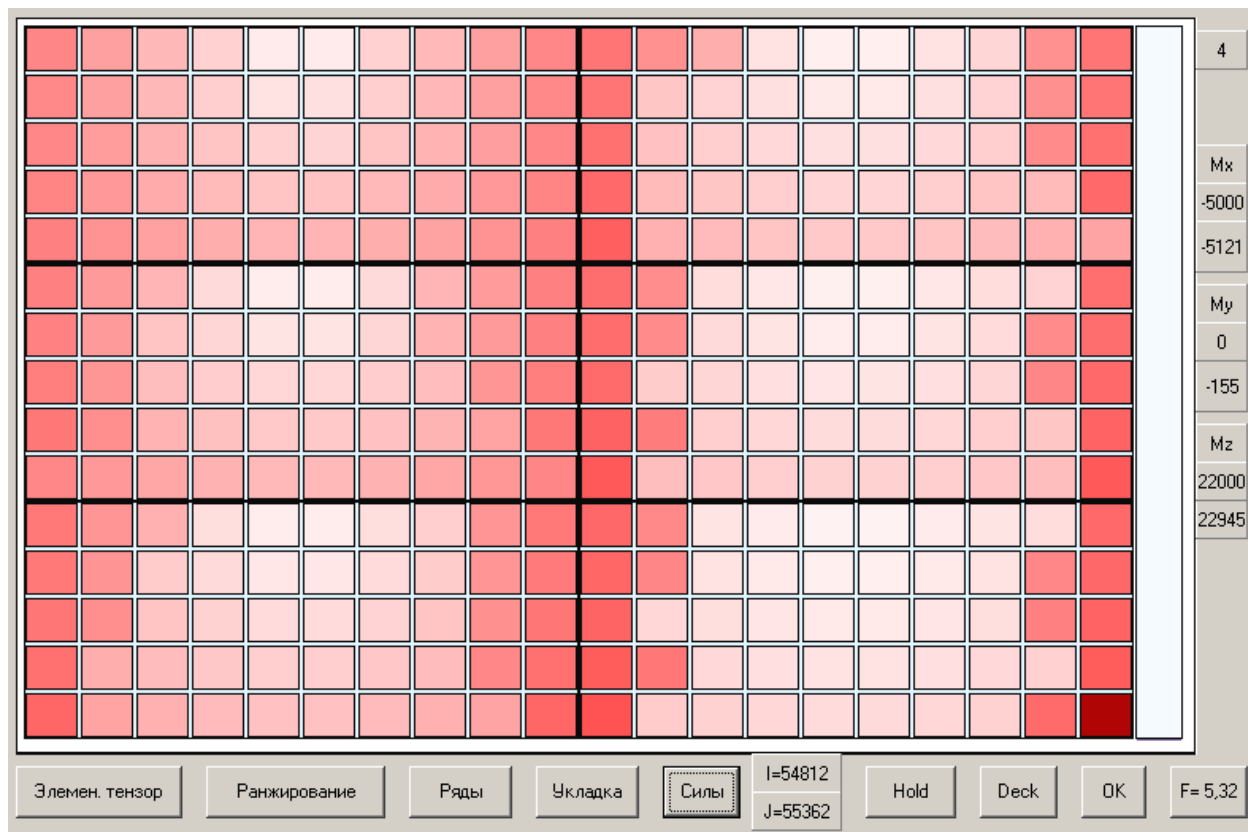 4
Mx
-5000
-5121
My
0
-155
Mz
22000
22945
Элемен. тензор
Ранжирование
Ряды
Укладка
Силы
I=54812
J=55362
Hold
Deck
OK
F= 5,32